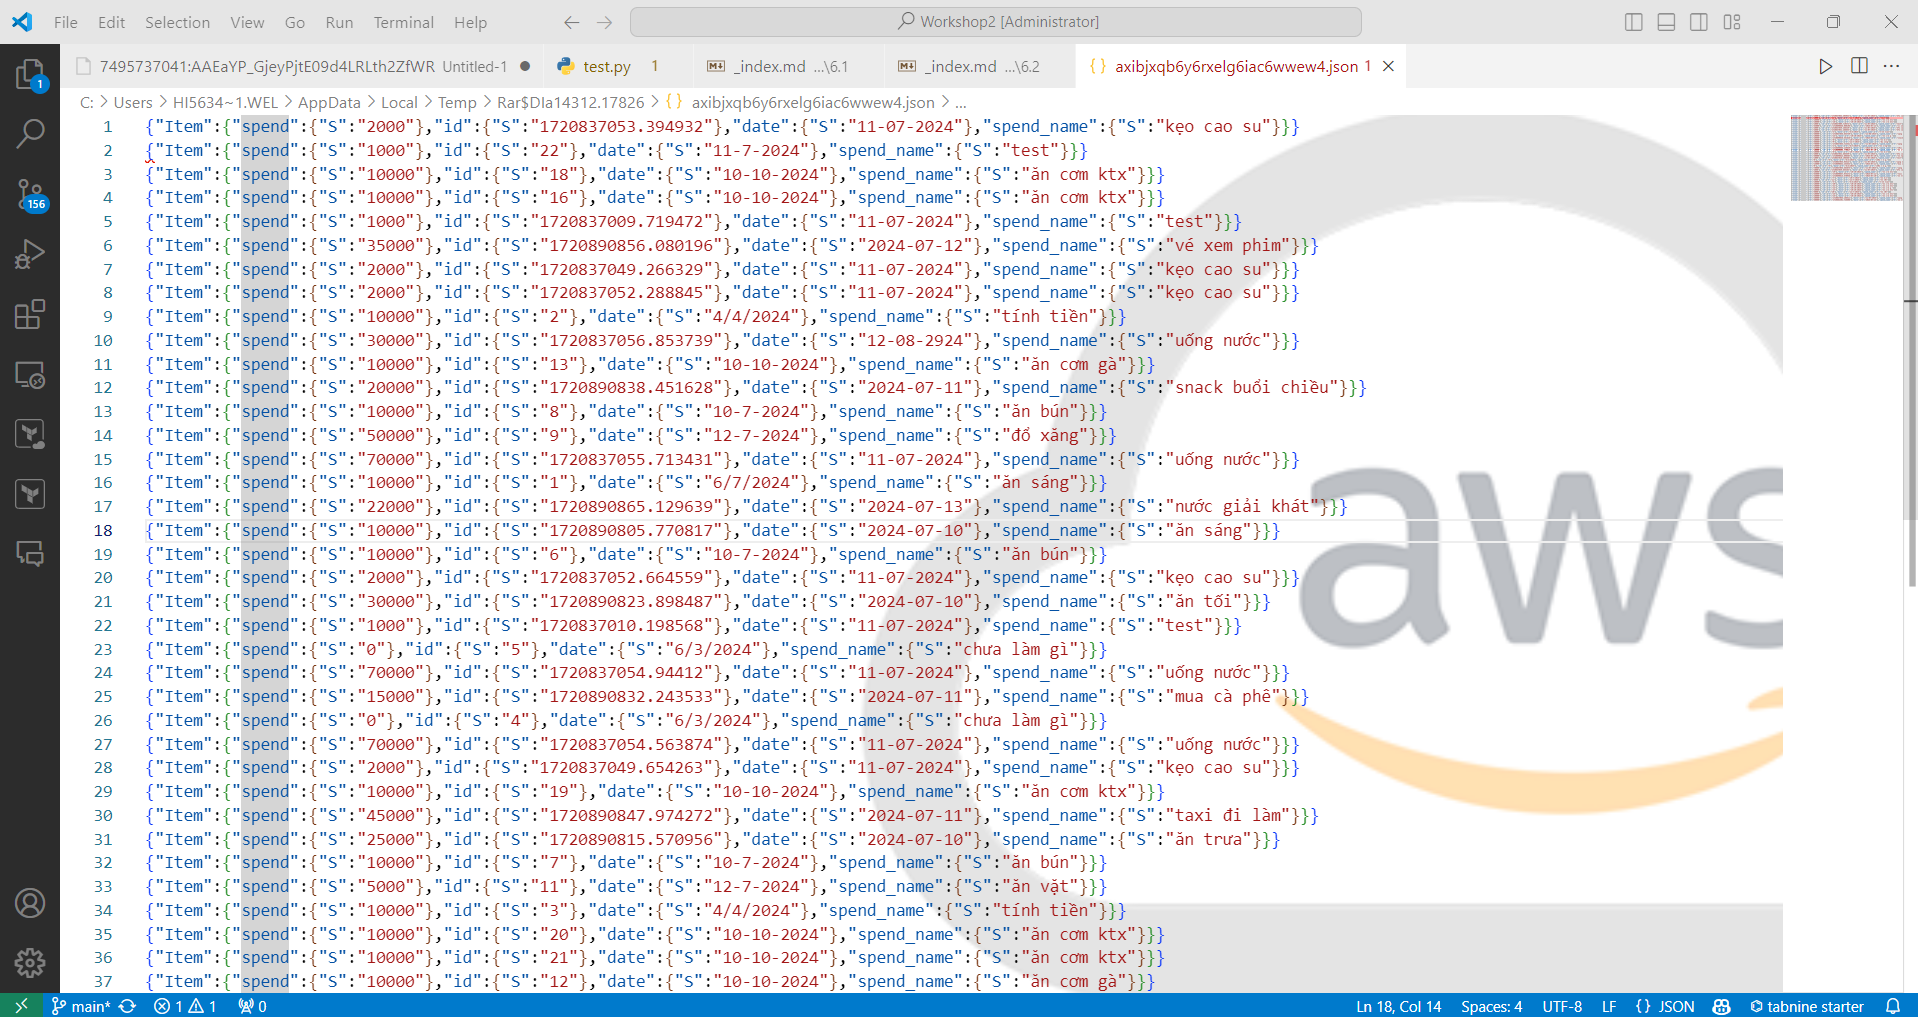 File Edit Selection View Go Run Terminal Help Workshop2 [Administrator]
1 7495737041:AAEaYP_GjeyPjtE09d4LRLth2ZfWR Untitled-1 test.py 1 _index.md ...\6.1 _index.md ...\6.2 {} axibjxqb6y6rxelg6iac6wwew4.json 1
C: > Users > HI5634~1.WEL > AppData > Local > Temp > Rar$DIa14312.17826 > {} axibjxqb6y6rxelg6iac6wwew4.json > ...
1 {"Item":{"spend":{"S":"2000"},"id":{"S":"1720837053.394932"},"date":{"S":"11-07-2024"},"spend_name":{"S":"kẹo cao su"}}}
2 {"Item":{"spend":{"S":"1000"},"id":{"S":"22"},"date":{"S":"11-7-2024"},"spend_name":{"S":"test"}}}
3 {"Item":{"spend":{"S":"10000"},"id":{"S":"18"},"date":{"S":"10-10-2024"},"spend_name":{"S":"ăn cơm ktx"}}}
4 {"Item":{"spend":{"S":"10000"},"id":{"S":"16"},"date":{"S":"10-10-2024"},"spend_name":{"S":"ăn cơm ktx"}}}
5 {"Item":{"spend":{"S":"1000"},"id":{"S":"1720837009.719472"},"date":{"S":"11-07-2024"},"spend_name":{"S":"test"}}}
6 {"Item":{"spend":{"S":"35000"},"id":{"S":"1720890856.080196"},"date":{"S":"2024-07-12"},"spend_name":{"S":"vé xem phim"}}}
7 {"Item":{"spend":{"S":"2000"},"id":{"S":"1720837049.266329"},"date":{"S":"11-07-2024"},"spend_name":{"S":"kẹo cao su"}}}
8 {"Item":{"spend":{"S":"2000"},"id":{"S":"1720837052.288845"},"date":{"S":"11-07-2024"},"spend_name":{"S":"kẹo cao su"}}}
9 {"Item":{"spend":{"S":"10000"},"id":{"S":"2"},"date":{"S":"4/4/2024"},"spend_name":{"S":"tính tiền"}}}
10 {"Item":{"spend":{"S":"30000"},"id":{"S":"1720837056.853739"},"date":{"S":"12-08-2924"},"spend_name":{"S":"uống nước"}}}
11 {"Item":{"spend":{"S":"10000"},"id":{"S":"13"},"date":{"S":"10-10-2024"},"spend_name":{"S":"ăn cơm gà"}}}
12 {"Item":{"spend":{"S":"20000"},"id":{"S":"1720890838.451628"},"date":{"S":"2024-07-11"},"spend_name":{"S":"snack buổi chiều"}}}
13 {"Item":{"spend":{"S":"10000"},"id":{"S":"8"},"date":{"S":"10-7-2024"},"spend_name":{"S":"ăn bún"}}}
14 {"Item":{"spend":{"S":"50000"},"id":{"S":"9"},"date":{"S":"12-7-2024"},"spend_name":{"S":"đổ xăng"}}}
15 {"Item":{"spend":{"S":"70000"},"id":{"S":"1720837055.713431"},"date":{"S":"11-07-2024"},"spend_name":{"S":"uống nước"}}}
16 {"Item":{"spend":{"S":"10000"},"id":{"S":"1"},"date":{"S":"6/7/2024"},"spend_name":{"S":"ăn sáng"}}}
17 {"Item":{"spend":{"S":"22000"},"id":{"S":"1720890865.129639"},"date":{"S":"2024-07-13"},"spend_name":{"S":"nước giải khát"}}}
18 {"Item":{"spend":{"S":"10000"},"id":{"S":"1720890805.770817"},"date":{"S":"2024-07-10"},"spend_name":{"S":"ăn sáng"}}}
19 {"Item":{"spend":{"S":"10000"},"id":{"S":"6"},"date":{"S":"10-7-2024"},"spend_name":{"S":"ăn bún"}}}
20 {"Item":{"spend":{"S":"2000"},"id":{"S":"1720837052.664559"},"date":{"S":"11-07-2024"},"spend_name":{"S":"kẹo cao su"}}}
21 {"Item":{"spend":{"S":"30000"},"id":{"S":"1720890823.898487"},"date":{"S":"2024-07-10"},"spend_name":{"S":"ăn tối"}}}
22 {"Item":{"spend":{"S":"1000"},"id":{"S":"1720837010.198568"},"date":{"S":"11-07-2024"},"spend_name":{"S":"test"}}}
23 {"Item":{"spend":{"S":"0"},"id":{"S":"5"},"date":{"S":"6/3/2024"},"spend_name":{"S":"chưa làm gì"}}}
24 {"Item":{"spend":{"S":"70000"},"id":{"S":"1720837054.94412"},"date":{"S":"11-07-2024"},"spend_name":{"S":"uống nước"}}}
25 {"Item":{"spend":{"S":"15000"},"id":{"S":"1720890832.243533"},"date":{"S":"2024-07-11"},"spend_name":{"S":"mua cà phê"}}}
26 {"Item":{"spend":{"S":"0"},"id":{"S":"4"},"date":{"S":"6/3/2024"},"spend_name":{"S":"chưa làm gì"}}}
27 {"Item":{"spend":{"S":"70000"},"id":{"S":"1720837054.563874"},"date":{"S":"11-07-2024"},"spend_name":{"S":"uống nước"}}}
28 {"Item":{"spend":{"S":"2000"},"id":{"S":"1720837049.654263"},"date":{"S":"11-07-2024"},"spend_name":{"S":"kẹo cao su"}}}
29 {"Item":{"spend":{"S":"10000"},"id":{"S":"19"},"date":{"S":"10-10-2024"},"spend_name":{"S":"ăn cơm ktx"}}}
30 {"Item":{"spend":{"S":"45000"},"id":{"S":"1720890847.974272"},"date":{"S":"2024-07-11"},"spend_name":{"S":"taxi đi làm"}}}
31 {"Item":{"spend":{"S":"25000"},"id":{"S":"1720890815.570956"},"date":{"S":"2024-07-10"},"spend_name":{"S":"ăn trưa"}}}
32 {"Item":{"spend":{"S":"10000"},"id":{"S":"7"},"date":{"S":"10-7-2024"},"spend_name":{"S":"ăn bún"}}}
33 {"Item":{"spend":{"S":"5000"},"id":{"S":"11"},"date":{"S":"12-7-2024"},"spend_name":{"S":"ăn vặt"}}}
34 {"Item":{"spend":{"S":"10000"},"id":{"S":"3"},"date":{"S":"4/4/2024"},"spend_name":{"S":"tính tiền"}}}
35 {"Item":{"spend":{"S":"10000"},"id":{"S":"20"},"date":{"S":"10-10-2024"},"spend_name":{"S":"ăn cơm ktx"}}}
36 {"Item":{"spend":{"S":"10000"},"id":{"S":"21"},"date":{"S":"10-10-2024"},"spend_name":{"S":"ăn cơm ktx"}}}
37 {"Item":{"spend":{"S":"10000"},"id":{"S":"12"},"date":{"S":"10-10-2024"},"spend_name":{"S":"ăn cơm gà"}}}
156
aws
main* 1 1 0 Ln 18, Col 14 Spaces: 4 UTF-8 LF {} JSON tabnine starter